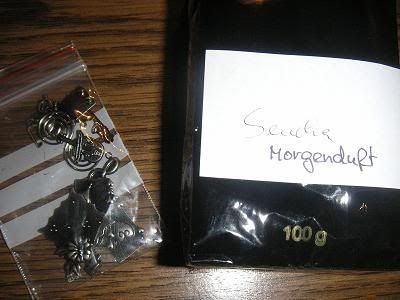 Sencha
Morgenduft
100 g